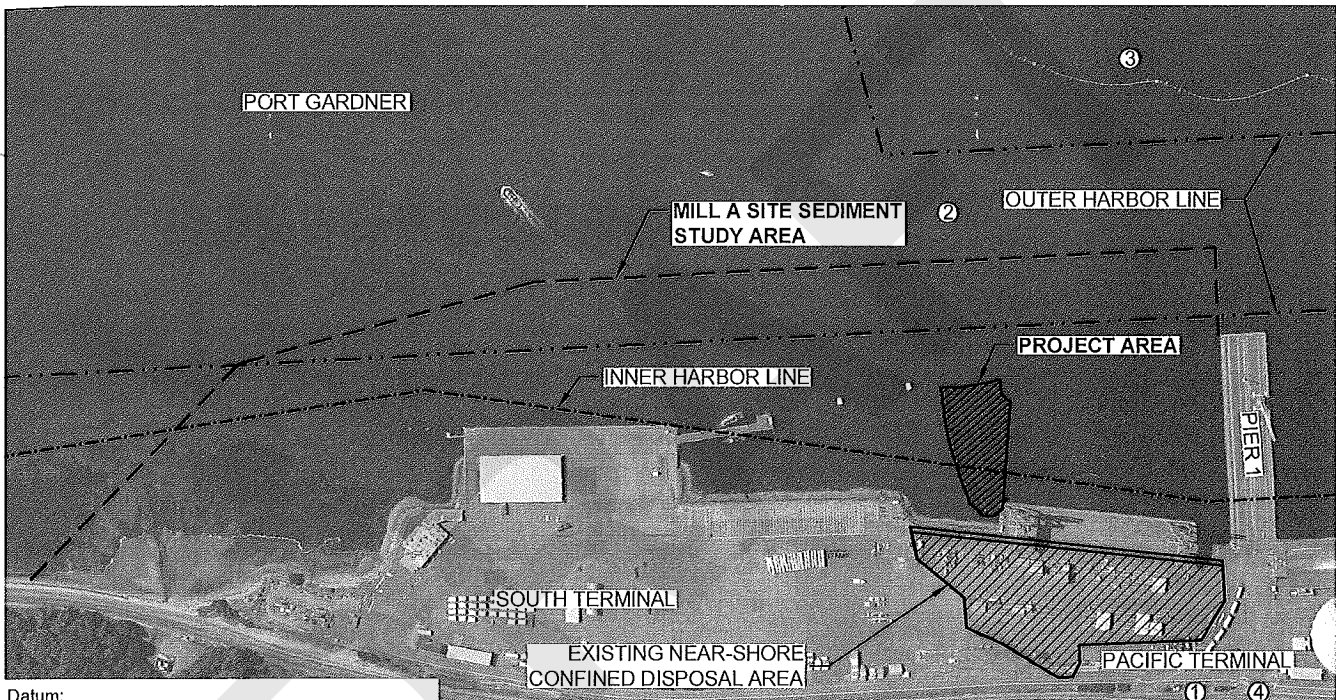 ③
PORT GARDNER
OUTER HARBOR LINE
MILL A SITE SEDIMENT
STUDY AREA
②
PROJECT AREA
INNER HARBOR LINE
PIER 1
SOUTH TERMINAL
EXISTING NEAR-SHORE
CONFINED DISPOSAL AREA
PACIFIC TERMINAL
① ④
Datum: